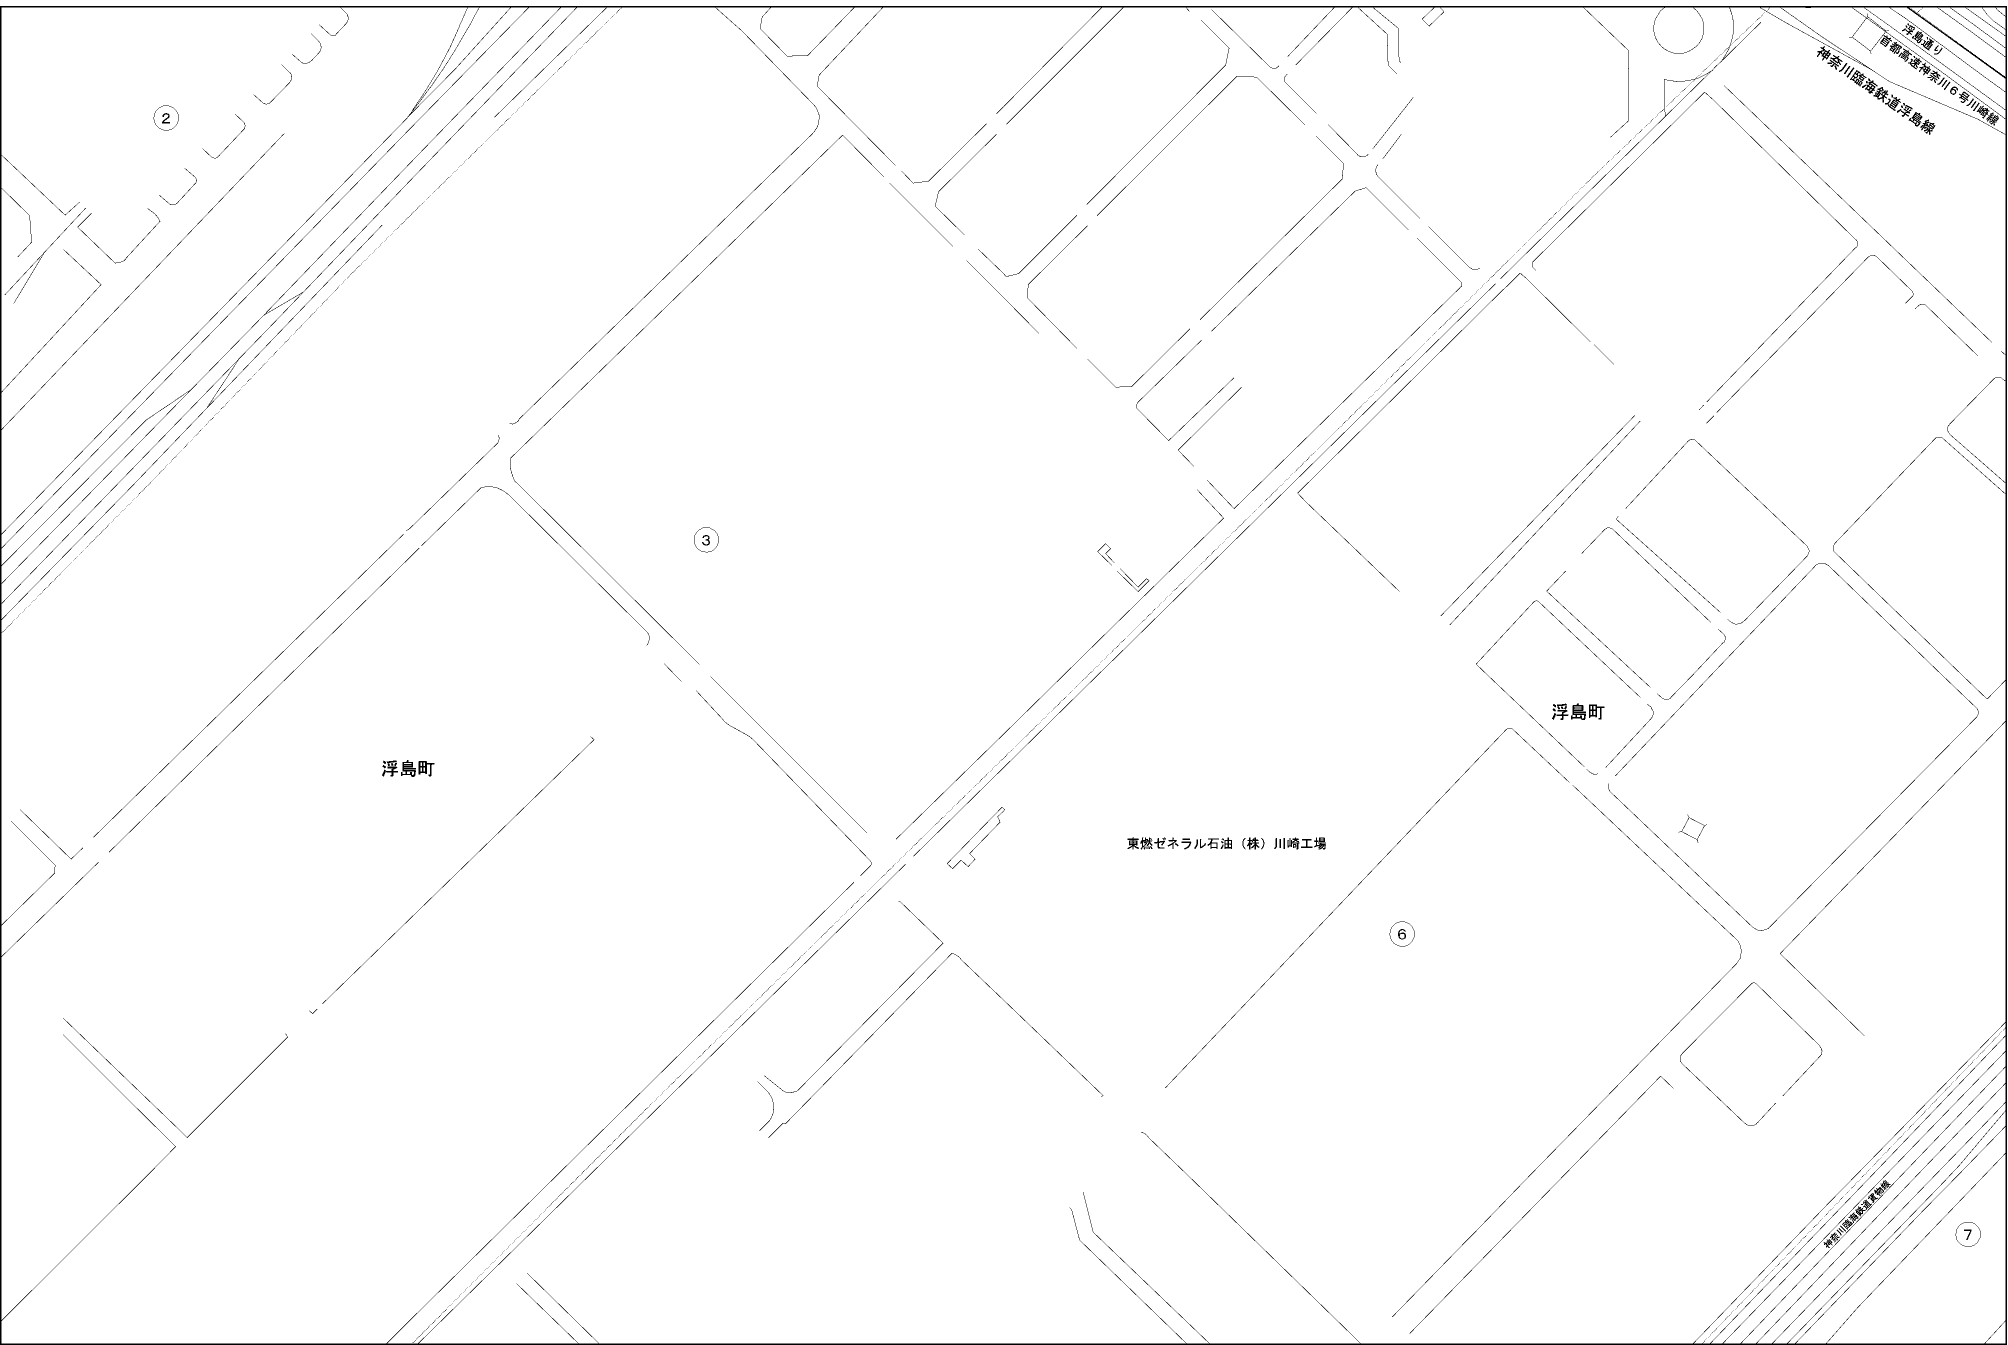 浮島通り
首都高速神奈川６号川崎線
神奈川臨海鉄道浮島線
2
3
浮島町
浮島町
東燃ゼネラル石油（株）川崎工場
6
神奈川臨海鉄道貨物線
7